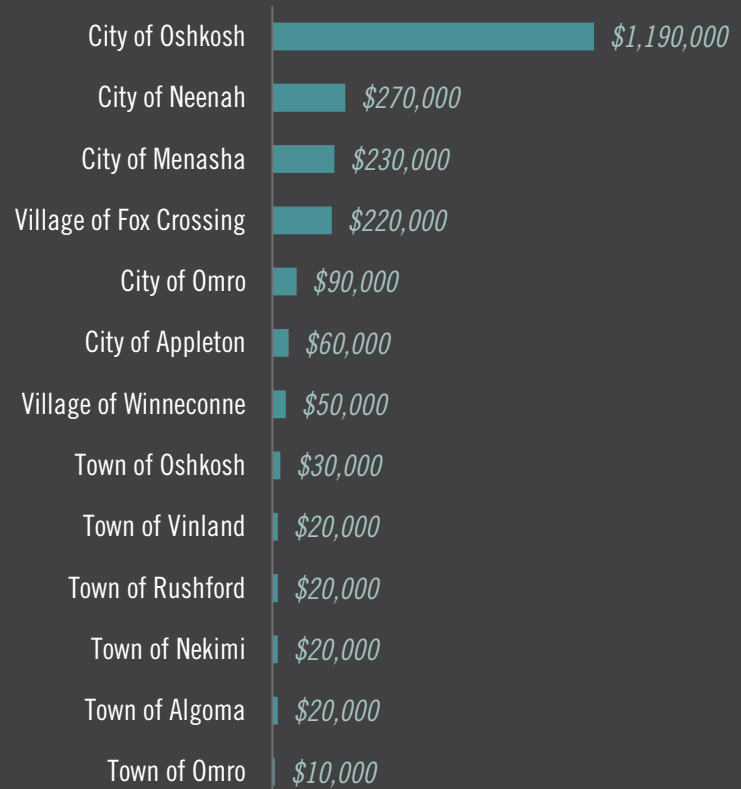 City of Oshkosh $1,190,000
City of Neenah $270,000
City of Menasha $230,000
Village of Fox Crossing $220,000
City of Omro $90,000
City of Appleton $60,000
Village of Winneconne $50,000
Town of Oshkosh $30,000
Town of Vinland $20,000
Town of Rushford $20,000
Town of Nekimi $20,000
Town of Algoma $20,000
Town of Omro $10,000